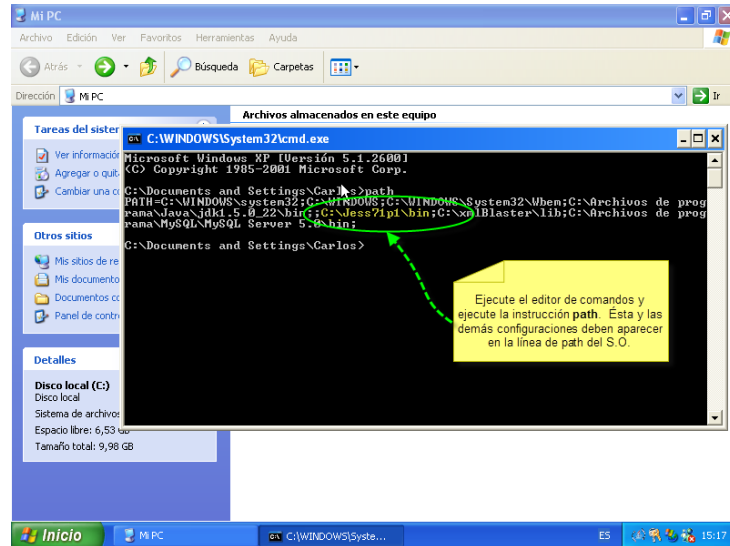 Mi PC
Archivo Edición Ver Favoritos Herramientas Ayuda
Atrás Búsqueda Carpetas
Dirección Mi PC Ir
Archivos almacenados en este equipo
Tareas del sister
Ver información
Agregar o quit
Cambiar una c
Otros sitios
Mis sitios de re
Mis documento
Documentos co
Panel de contr
Detalles
Disco local (C:)
Disco local
Sistema de archivos
Espacio libre: 6,53 GB
Tamaño total: 9,98 GB
C:\WINDOWS\System32\cmd.exe
Microsoft Windows XP [Versión 5.1.2600]
(C) Copyright 1985-2001 Microsoft Corp.
C:\Documents and Settings\Carlos>path
PATH=C:\WINDOWS\system32;C:\WINDOWS;C:\WINDOWS\System32\Wbem;C:\Archivos de prog
rama\Java\jdk1.5.0_22\bin;;C:\Jess71p1\bin;C:\xmlBlaster\lib;C:\Archivos de prog
rama\MySQL\MySQL Server 5.0\bin;
C:\Documents and Settings\Carlos>
Ejecute el editor de comandos y
ejecute la instrucción path. Ésta y las
demás configuraciones deben aparecer
en la línea de path del S.O.
Inicio Mi PC C:\WINDOWS\Syste... ES 15:17